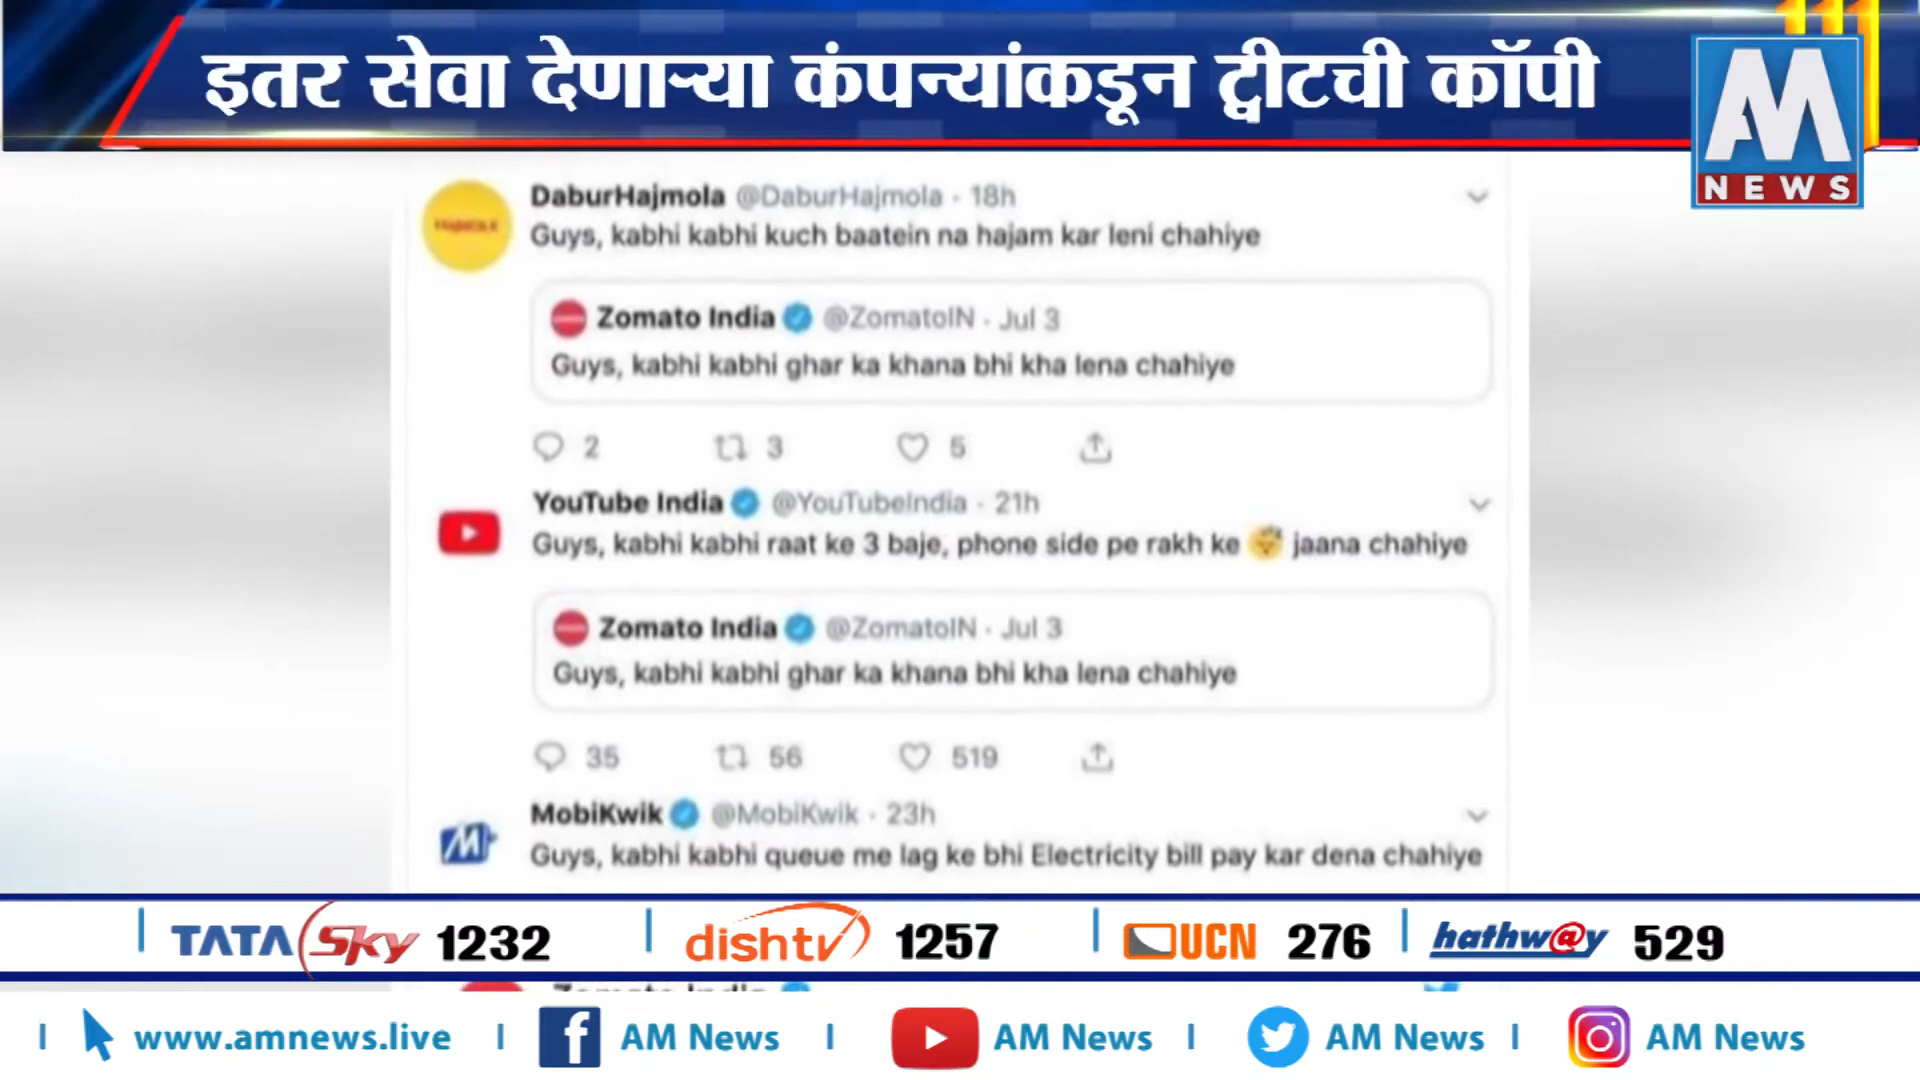 इतर सेवा देणाऱ्या कंपन्यांकडून ट्वीटची कॉपी
111
AM
NEWS
DaburHajmola @DaburHajmola · 18h
Guys, kabhi kabhi kuch baatein na hajam kar leni chahiye
Zomato India @ZomatoIN · Jul 3
Guys, kabhi kabhi ghar ka khana bhi kha lena chahiye
2 3 5
YouTube India @YouTubeIndia · 21h
Guys, kabhi kabhi raat ke 3 baje, phone side pe rakh ke 😴 jaana chahiye
Zomato India @ZomatoIN · Jul 3
Guys, kabhi kabhi ghar ka khana bhi kha lena chahiye
35 56 519
MobiKwik @MobiKwik · 23h
Guys, kabhi kabhi queue me lag ke bhi Electricity bill pay kar dena chahiye
TATA Sky 1232 | dishtv 1257 | UCN 276 | hathw@y 529
Zomato India
www.amnews.live | AM News | AM News | AM News | AM News